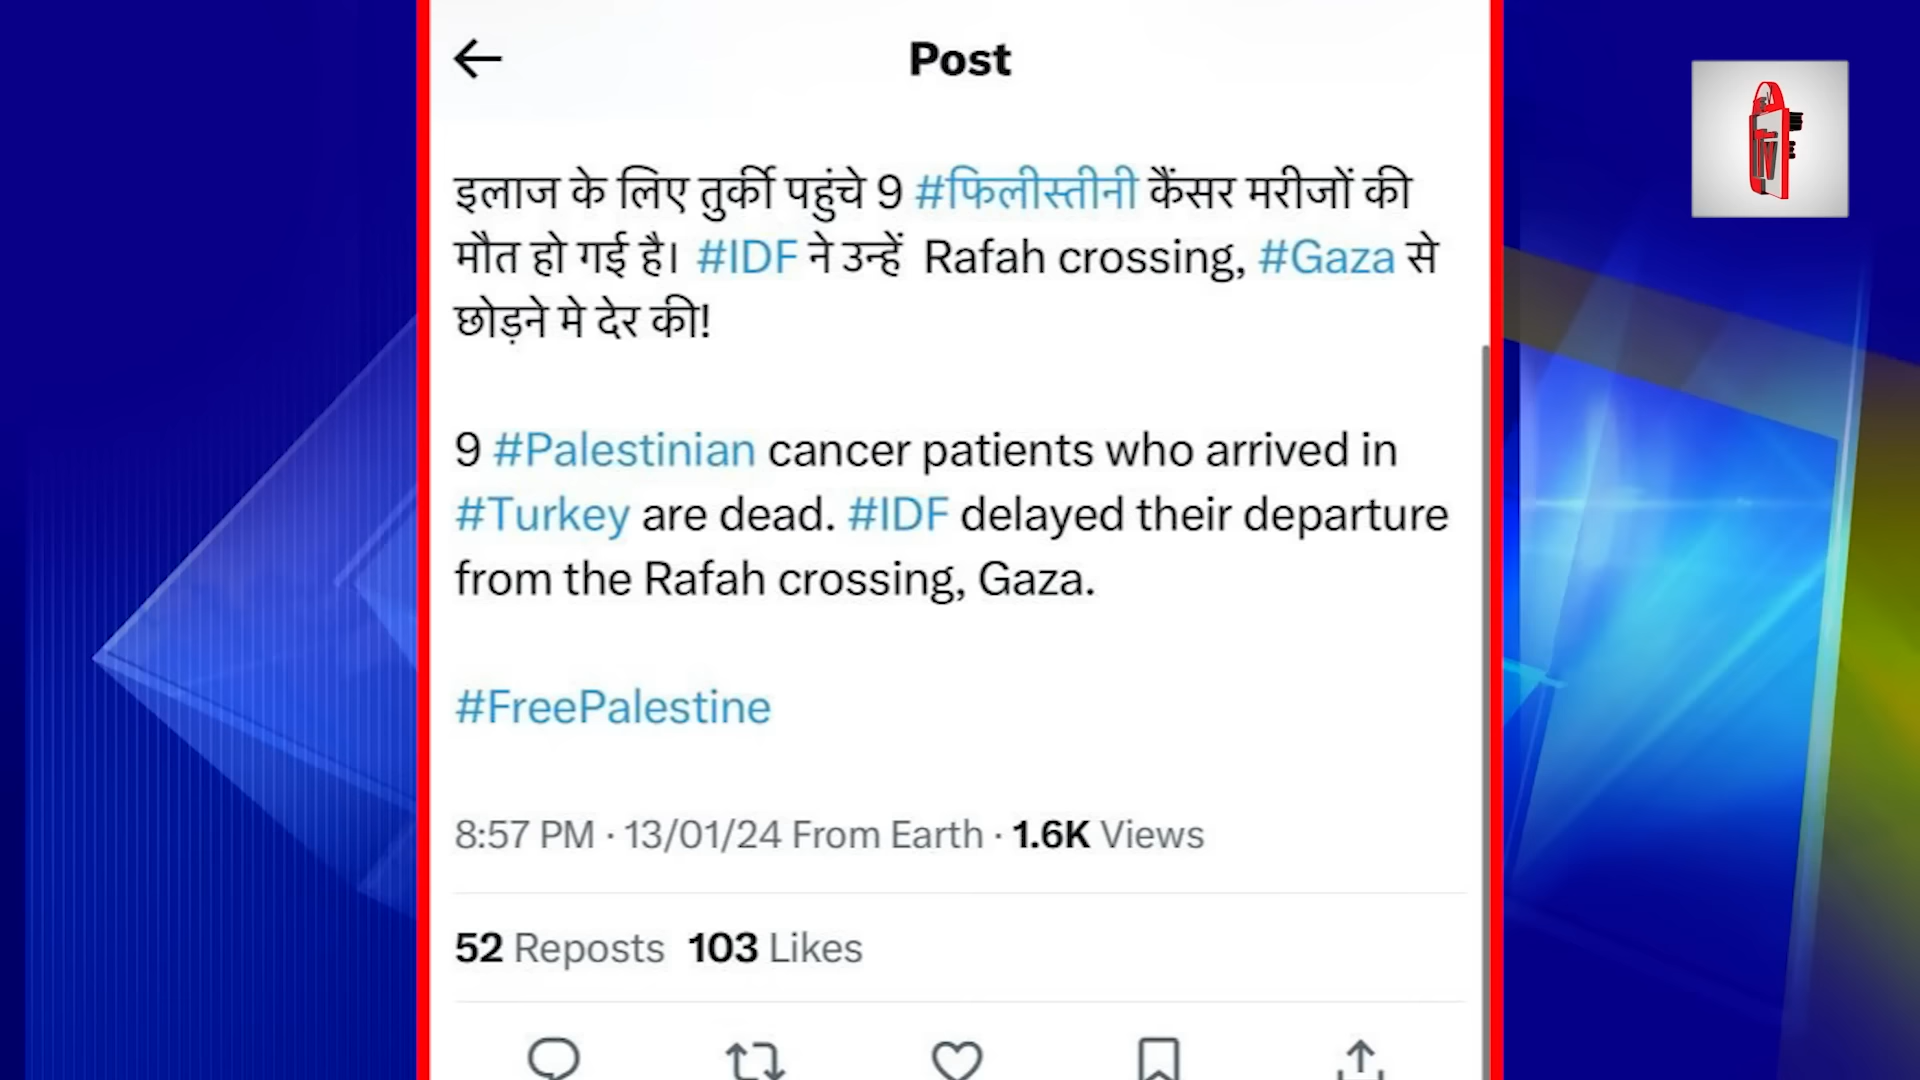 Post
इलाज के लिए तुर्की पहुंचे 9 #फिलीस्तीनी कैंसर मरीजों की
मौत हो गई है। #IDF ने उन्हें Rafah crossing, #Gaza से
छोड़ने मे देर की!
9 #Palestinian cancer patients who arrived in
#Turkey are dead. #IDF delayed their departure
from the Rafah crossing, Gaza.
#FreePalestine
8:57 PM · 13/01/24 From Earth · 1.6K Views
52 Reposts 103 Likes